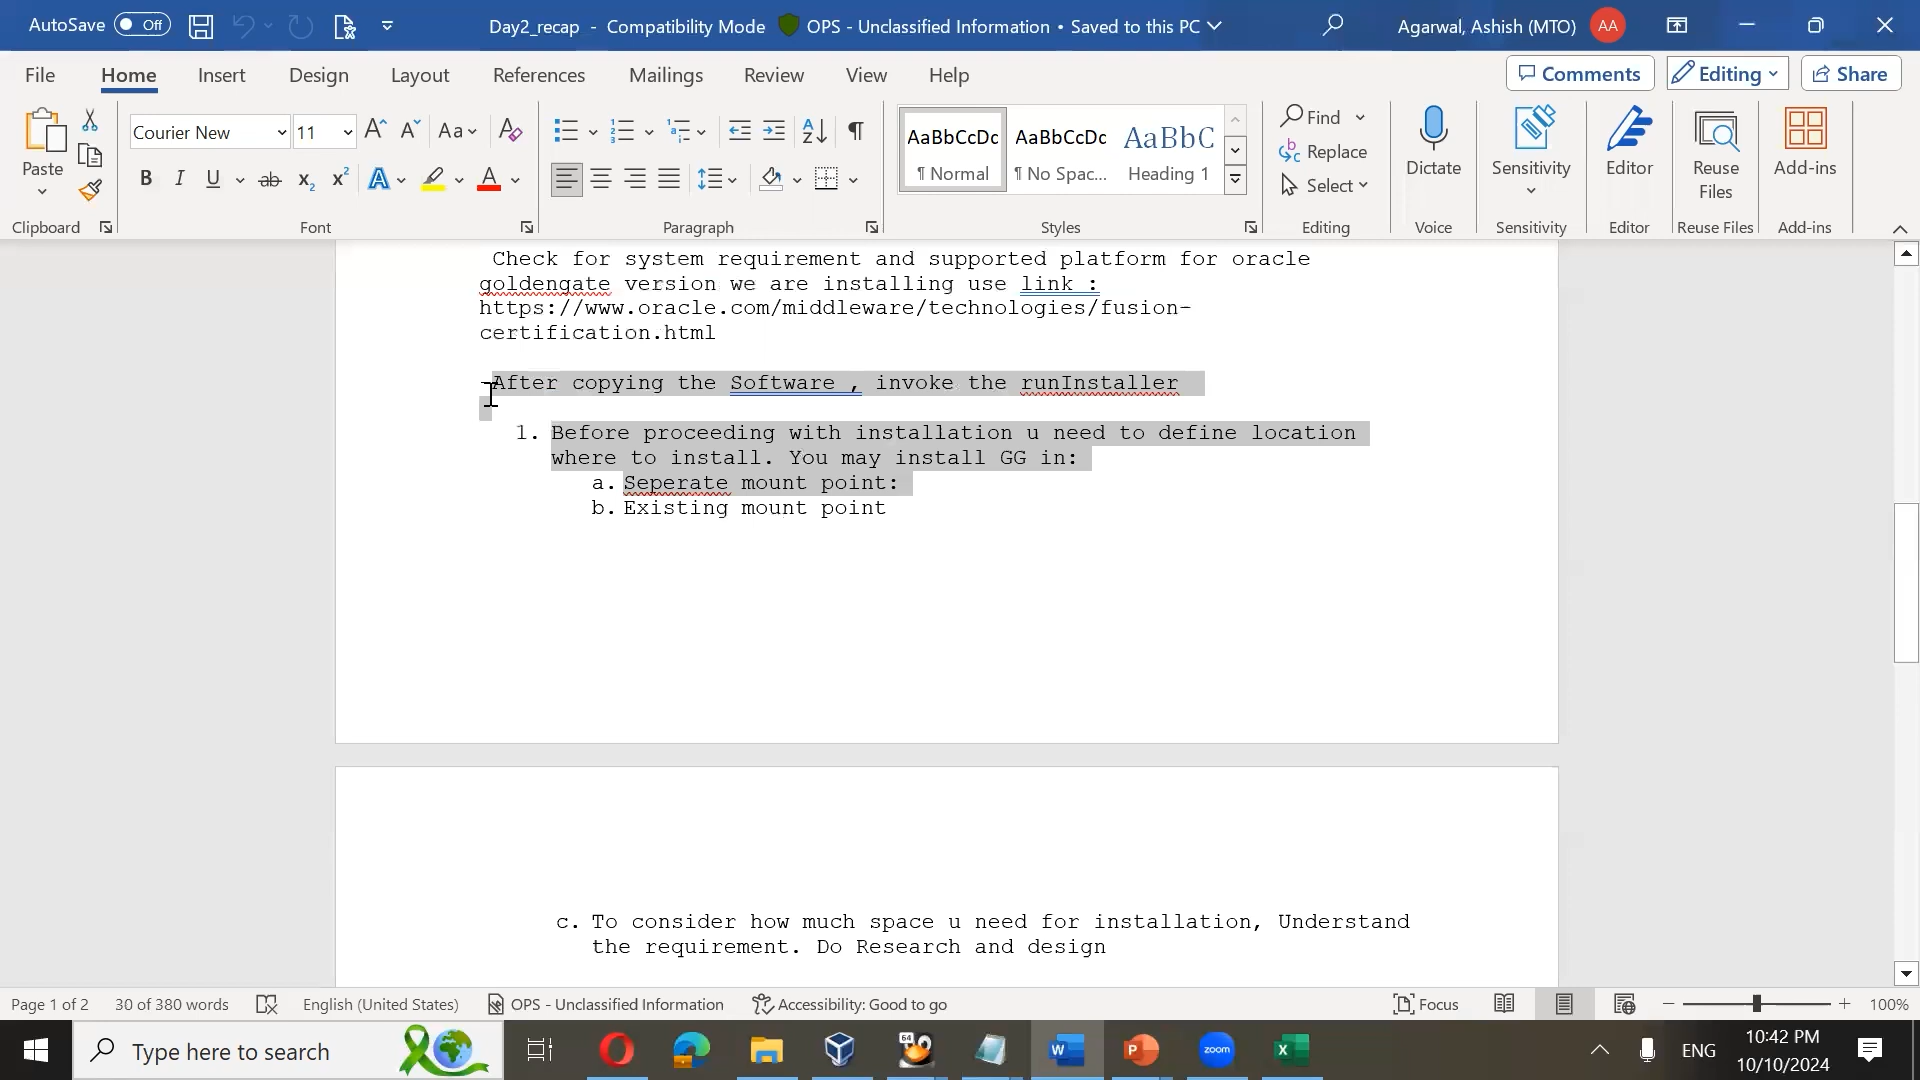 AutoSave Off Day2_recap - Compatibility Mode OPS - Unclassified Information • Saved to this PC Agarwal, Ashish (MTO) AA
File Home Insert Design Layout References Mailings Review View Help Comments Editing Share
Courier New 11 Aa AaBbCcDc AaBbCcDc AaBbC Find
Replace
Paste ¶ Normal ¶ No Spac... Heading 1 Select Dictate Sensitivity Editor Reuse Files Add-ins
Clipboard Font Paragraph Styles Editing Voice Sensitivity Editor Reuse Files Add-ins
Check for system requirement and supported platform for oracle
goldengate version we are installing use link :
https://www.oracle.com/middleware/technologies/fusion-
certification.html
After copying the Software , invoke the runInstaller
1. Before proceeding with installation u need to define location
where to install. You may install GG in:
a. Seperate mount point:
b. Existing mount point
c. To consider how much space u need for installation, Understand
the requirement. Do Research and design
Page 1 of 2 30 of 380 words English (United States) OPS - Unclassified Information Accessibility: Good to go Focus 100%
Type here to search 64 zoom ENG 10:42 PM
10/10/2024